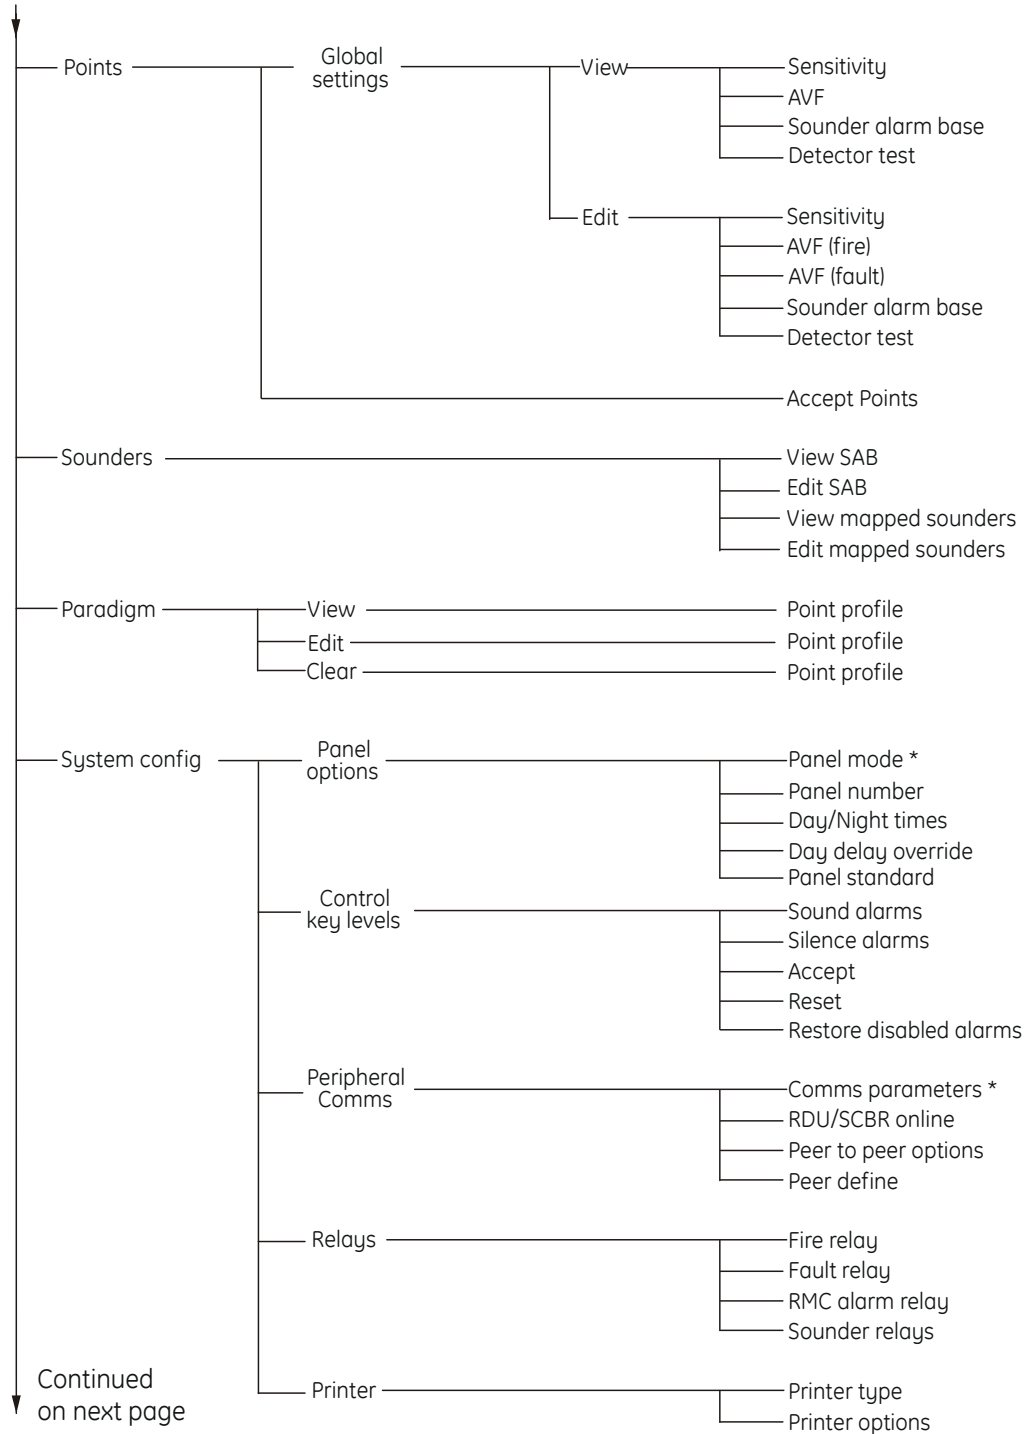 Points
Global
settings
View
Sensitivity
AVF
Sounder alarm base
Detector test
Edit
Sensitivity
AVF (fire)
AVF (fault)
Sounder alarm base
Detector test
Accept Points
Sounders
View SAB
Edit SAB
View mapped sounders
Edit mapped sounders
Paradigm
View
Point profile
Edit
Point profile
Clear
Point profile
System config
Panel
options
Panel mode *
Panel number
Day/Night times
Day delay override
Panel standard
Control
key levels
Sound alarms
Silence alarms
Accept
Reset
Restore disabled alarms
Peripheral
Comms
Comms parameters *
RDU/SCBR online
Peer to peer options
Peer define
Relays
Fire relay
Fault relay
RMC alarm relay
Sounder relays
Printer
Printer type
Printer options
Continued
on next page